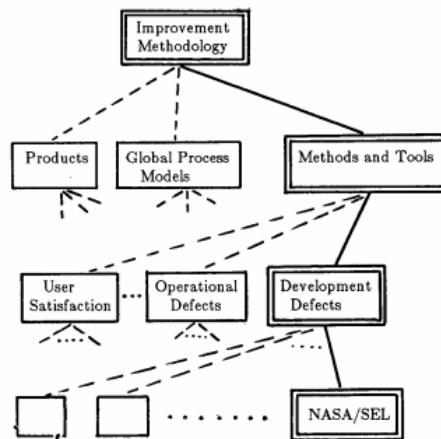 Improvement
Methodology
Products
Global Process
Models
Methods and Tools
User
Satisfaction
Operational
Defects
Development
Defects
NASA/SEL